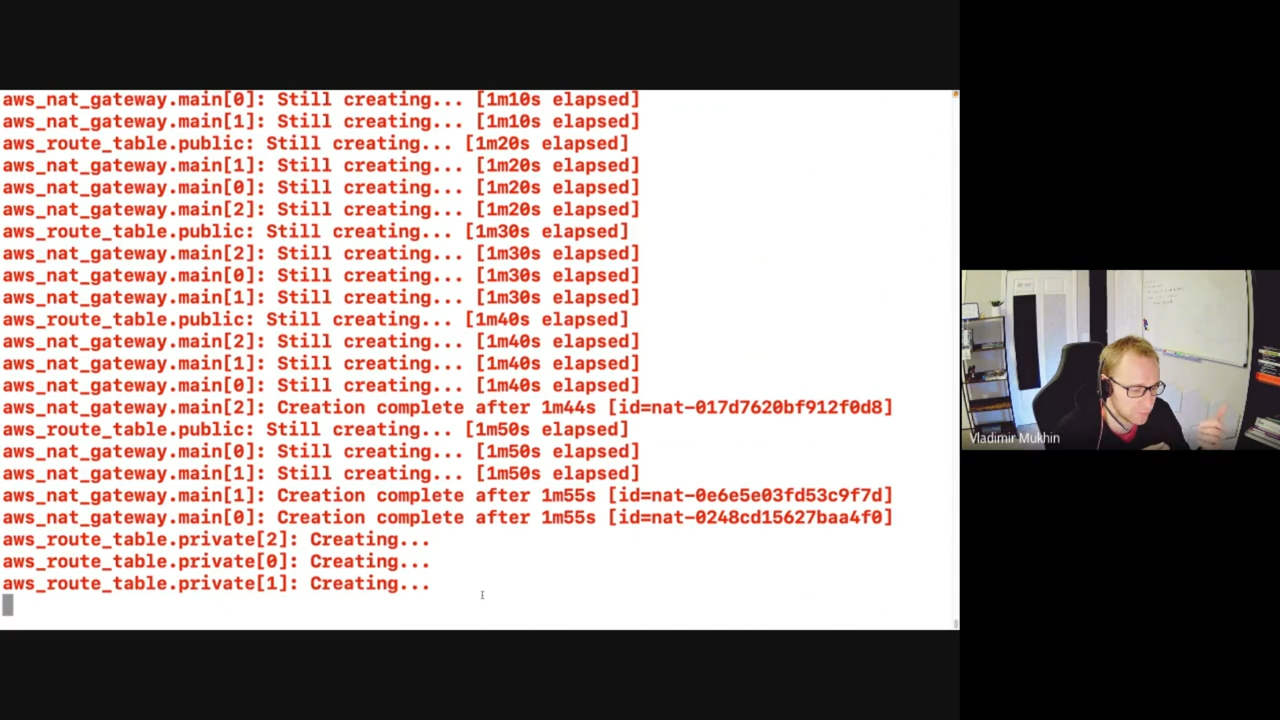 aws_nat_gateway.main[0]: Still creating... [1m10s elapsed]
aws_nat_gateway.main[1]: Still creating... [1m10s elapsed]
aws_route_table.public: Still creating... [1m20s elapsed]
aws_nat_gateway.main[1]: Still creating... [1m20s elapsed]
aws_nat_gateway.main[0]: Still creating... [1m20s elapsed]
aws_nat_gateway.main[2]: Still creating... [1m20s elapsed]
aws_route_table.public: Still creating... [1m30s elapsed]
aws_nat_gateway.main[2]: Still creating... [1m30s elapsed]
aws_nat_gateway.main[0]: Still creating... [1m30s elapsed]
aws_nat_gateway.main[1]: Still creating... [1m30s elapsed]
aws_route_table.public: Still creating... [1m40s elapsed]
aws_nat_gateway.main[2]: Still creating... [1m40s elapsed]
aws_nat_gateway.main[1]: Still creating... [1m40s elapsed]
aws_nat_gateway.main[0]: Still creating... [1m40s elapsed]
aws_nat_gateway.main[2]: Creation complete after 1m44s [id=nat-017d7620bf912f0d8]
aws_route_table.public: Still creating... [1m50s elapsed]
aws_nat_gateway.main[0]: Still creating... [1m50s elapsed]
aws_nat_gateway.main[1]: Still creating... [1m50s elapsed]
aws_nat_gateway.main[1]: Creation complete after 1m55s [id=nat-0e6e5e03fd53c9f7d]
aws_nat_gateway.main[0]: Creation complete after 1m55s [id=nat-0248cd15627baa4f0]
aws_route_table.private[2]: Creating...
aws_route_table.private[0]: Creating...
aws_route_table.private[1]: Creating...
Vladimir Mukhin